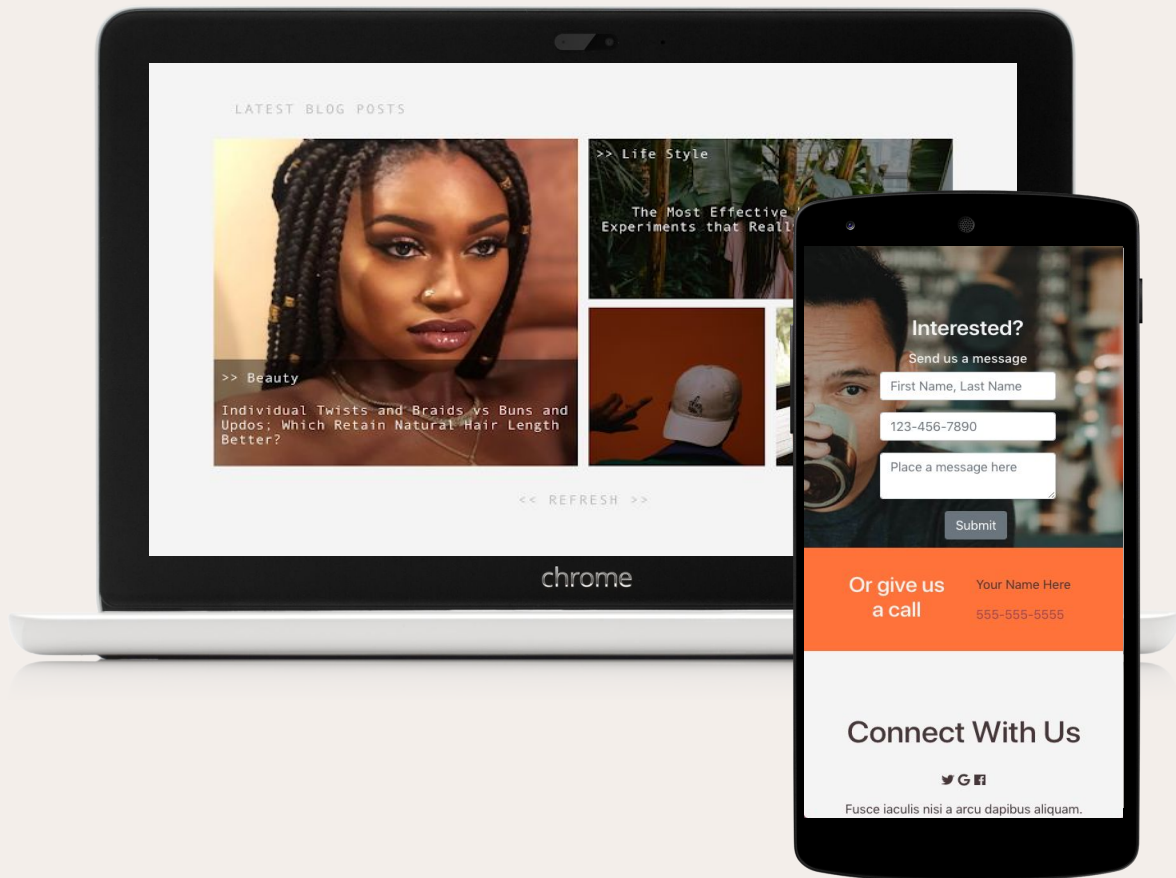 LATEST BLOG POSTS
>> Life Style
The Most Effective
Experiments that Reall
>> Beauty
Individual Twists and Braids vs Buns and
Updos; Which Retain Natural Hair Length
Better?
<< REFRESH >>
chrome
Interested?
Send us a message
First Name, Last Name
123-456-7890
Place a message here
Submit
Or give us
a call
Your Name Here
555-555-5555
Connect With Us
Fusce iaculis nisi a arcu dapibus aliquam.